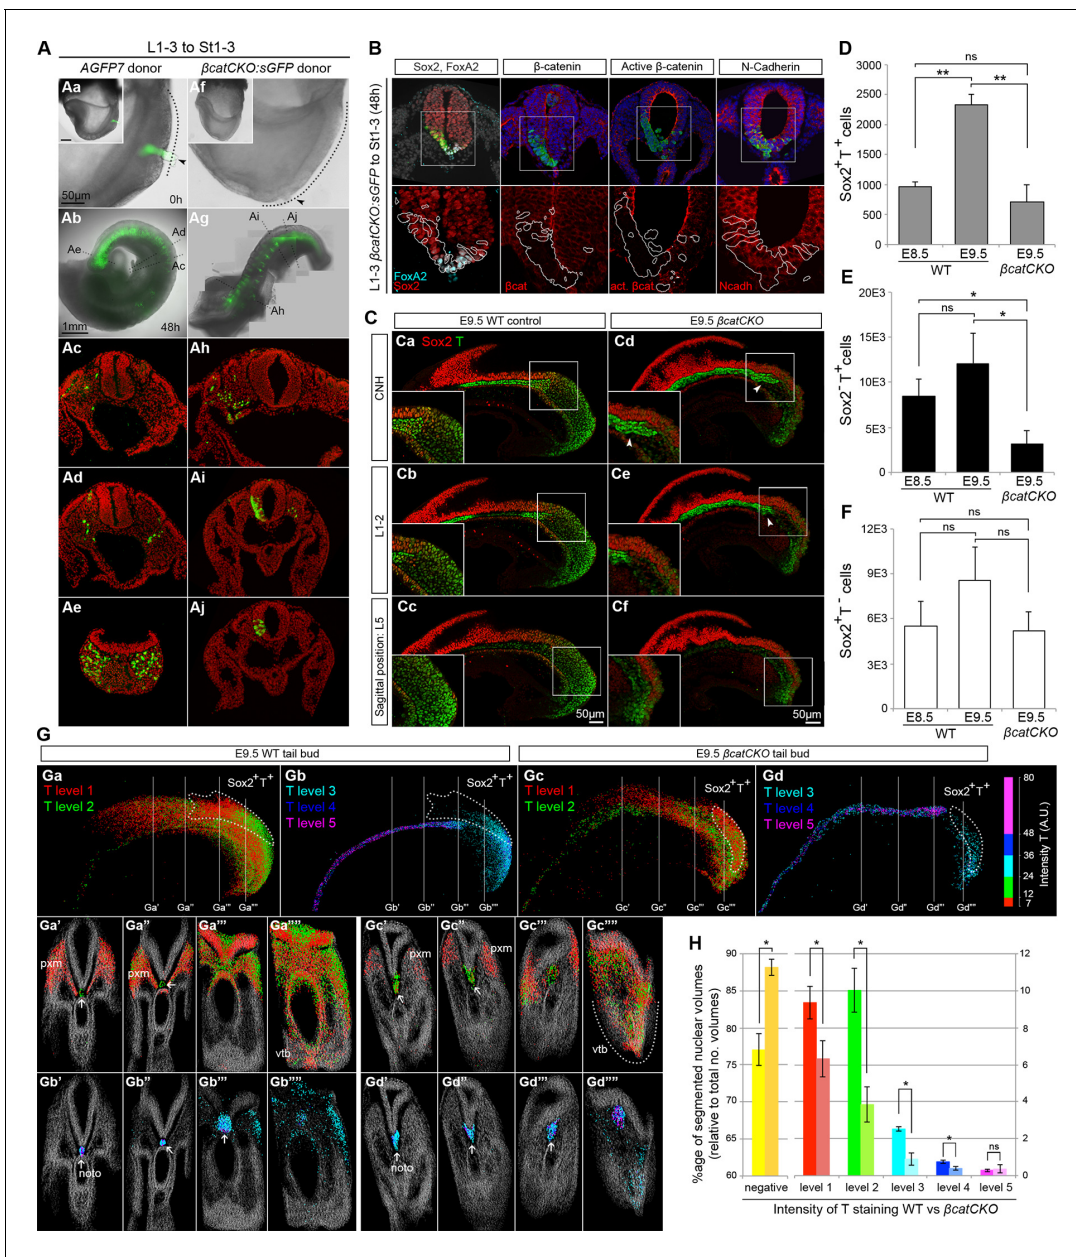 A
L1-3 to St1-3
AGFP7 donor
βcatCKO:sGFP donor
Aa
Af
50µm
0h
Ab
Ag
Ad
Ae
Ac
Ai
Aj
Ah
1mm
48h
Ac
Ah
Ad
Ai
Ae
Aj
B
L1-3 βcatCKO:sGFP to St1-3 (48h)
Sox2, FoxA2
β-catenin
Active β-catenin
N-Cadherin
FoxA2
Sox2
βcat
act. βcat
Ncadh
C
E9.5 WT control
E9.5 βcatCKO
CNH
Ca
Sox2 T
Cd
L1-2
Cb
Ce
Sagittal position: L5
Cc
Cf
50µm
50µm
D
ns
**
**
3000
2500
2000
1500
1000
500
0
Sox2+T+cells
E8.5
E9.5
E9.5
WT
βcatCKO
E
20E3
15E3
10E3
5E3
0
*
ns
*
Sox2-T+cells
E8.5
E9.5
E9.5
WT
βcatCKO
F
12E3
9E3
6E3
3E3
0
ns
ns
ns
Sox2+T- cells
E8.5
E9.5
E9.5
WT
βcatCKO
G
E9.5 WT tail bud
E9.5 βcatCKO tail bud
Ga
T level 1
T level 2
Sox2+T+
Ga'
Ga''
Ga'''
Ga''''
Gb
T level 3
T level 4
T level 5
Sox2+T+
Gb'
Gb''
Gb'''
Gb''''
Gc
T level 1
T level 2
Sox2+T+
Gc'
Gc''
Gc'''
Gc''''
Gd
T level 3
T level 4
T level 5
Sox2+T+
Gd'
Gd''
Gd'''
Gd''''
80
48
36
24
12
7
Intensity T (A.U.)
Ga'
pxm
Ga''
pxm
Ga'''
Ga''''
vtb
Gc'
pxm
Gc''
pxm
Gc'''
Gc''''
vtb
Gb'
noto
Gb''
Gb'''
Gb''''
Gd'
noto
Gd''
Gd'''
Gd''''
H
90
85
80
75
70
65
60
%age of segmented nuclear volumes
(relative to total no. volumes)
*
*
*
*
*
ns
12
10
8
6
4
2
0
negative
level 1
level 2
level 3
level 4
level 5
Intensity of T staining WT vs βcatCKO